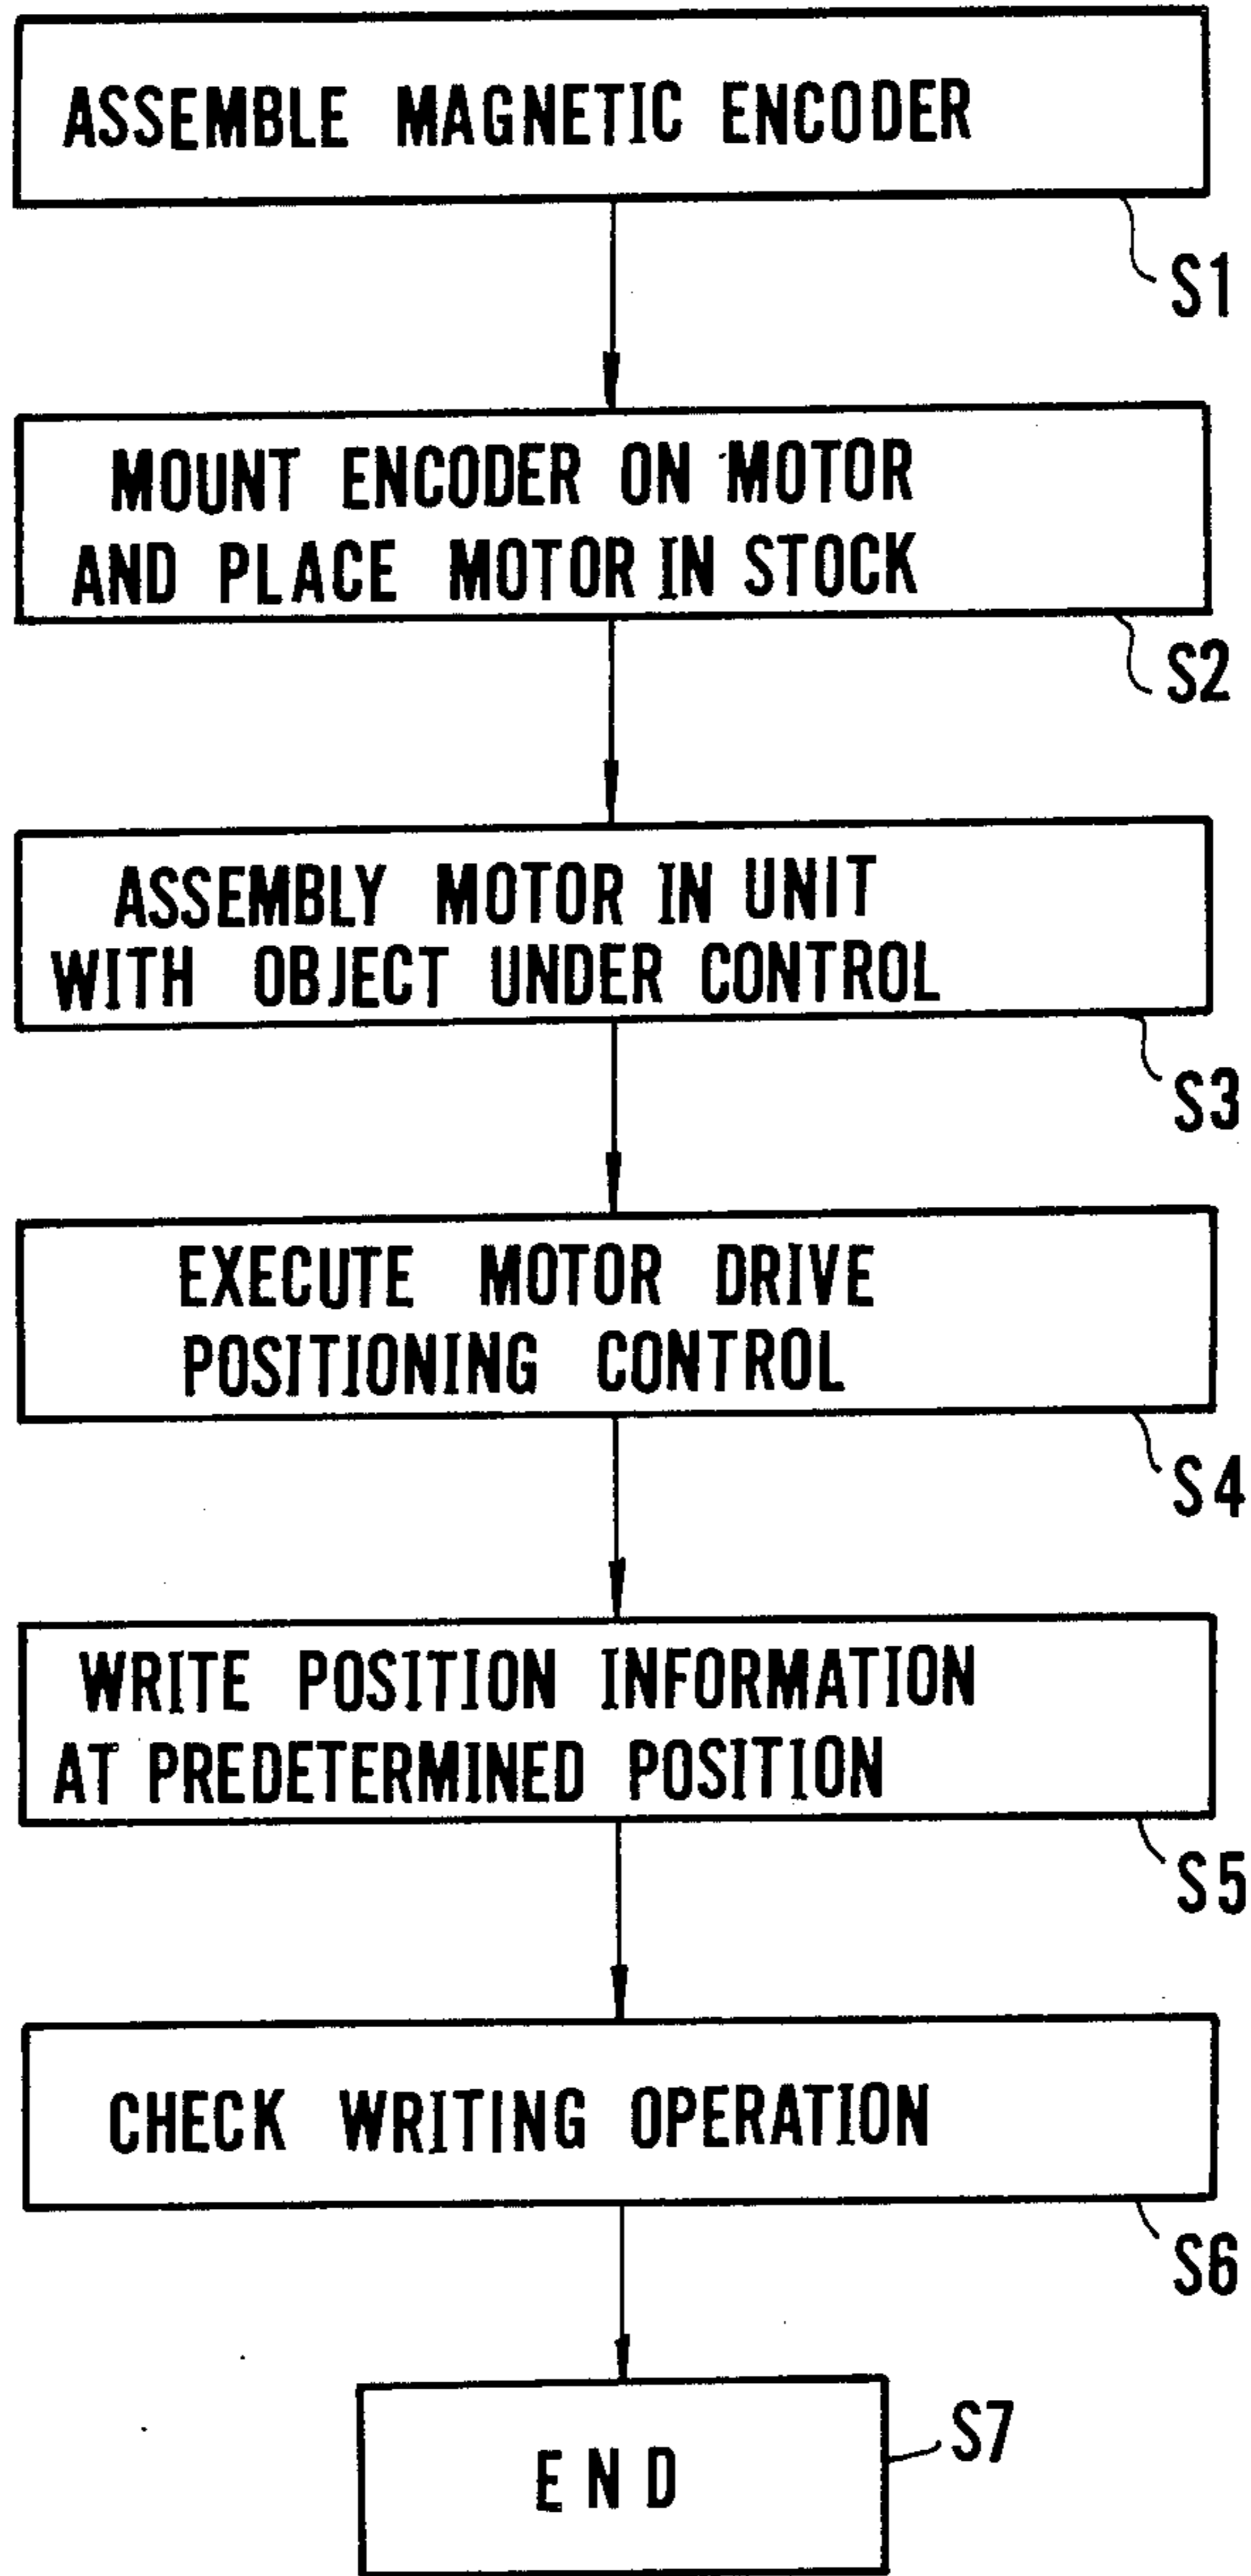 ASSEMBLE MAGNETIC ENCODER
S1
MOUNT ENCODER ON MOTOR
AND PLACE MOTOR IN STOCK
S2
ASSEMBLY MOTOR IN UNIT
WITH OBJECT UNDER CONTROL
S3
EXECUTE MOTOR DRIVE
POSITIONING CONTROL
S4
WRITE POSITION INFORMATION
AT PREDETERMINED POSITION
S5
CHECK WRITING OPERATION
S6
END
S7